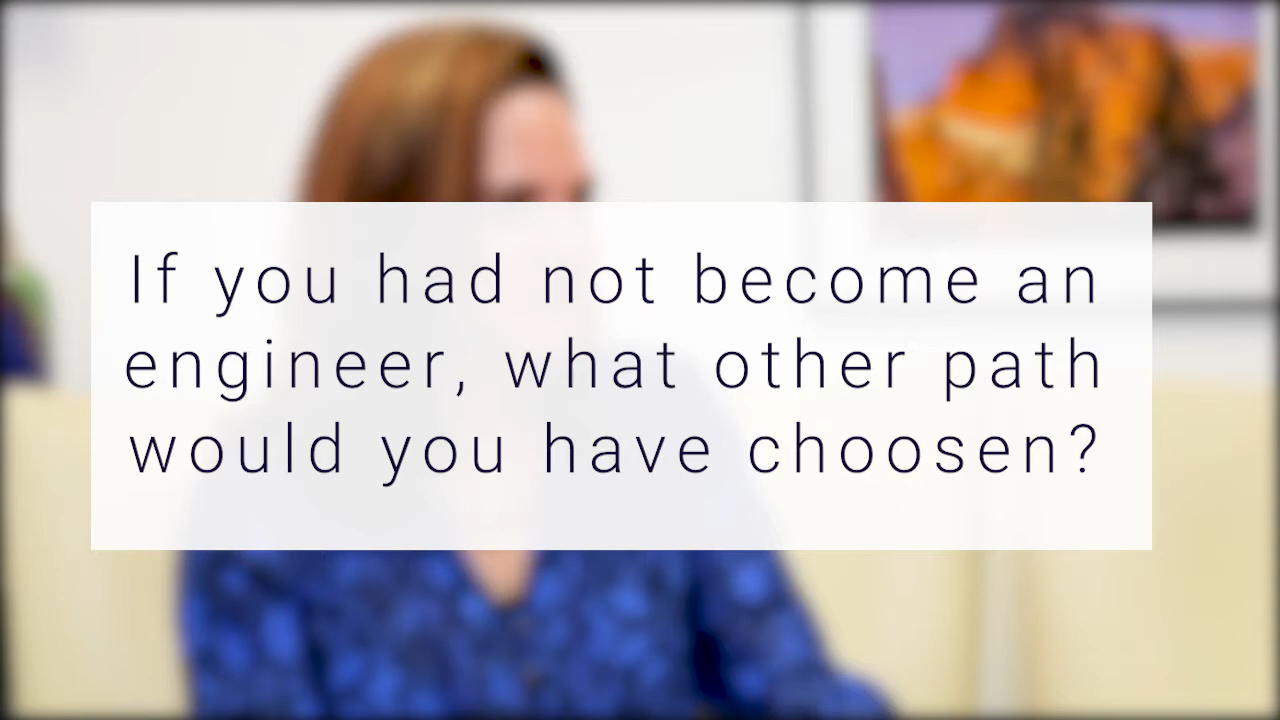 If you had not become an
engineer, what other path
would you have choosen?